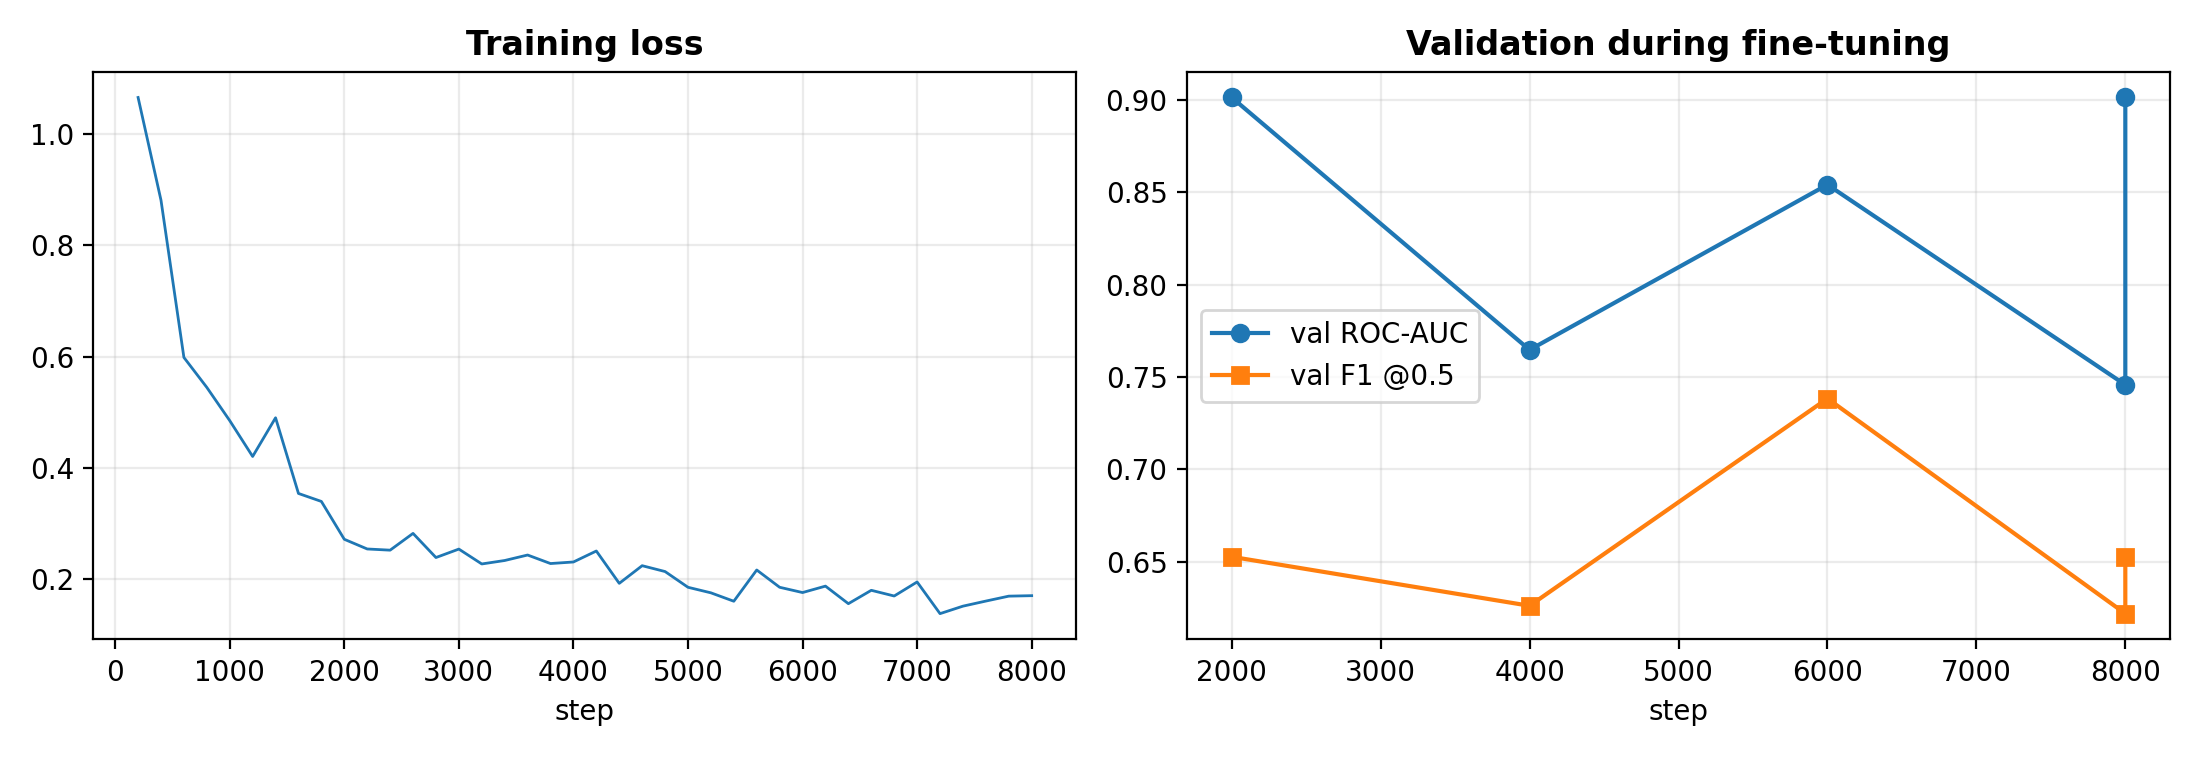 Training loss
1.0
0.8
0.6
0.4
0.2
0 1000 2000 3000 4000 5000 6000 7000 8000
step
Validation during fine-tuning
0.90
0.85
0.80
0.75
0.70
0.65
val ROC-AUC
val F1 @0.5
2000 3000 4000 5000 6000 7000 8000
step